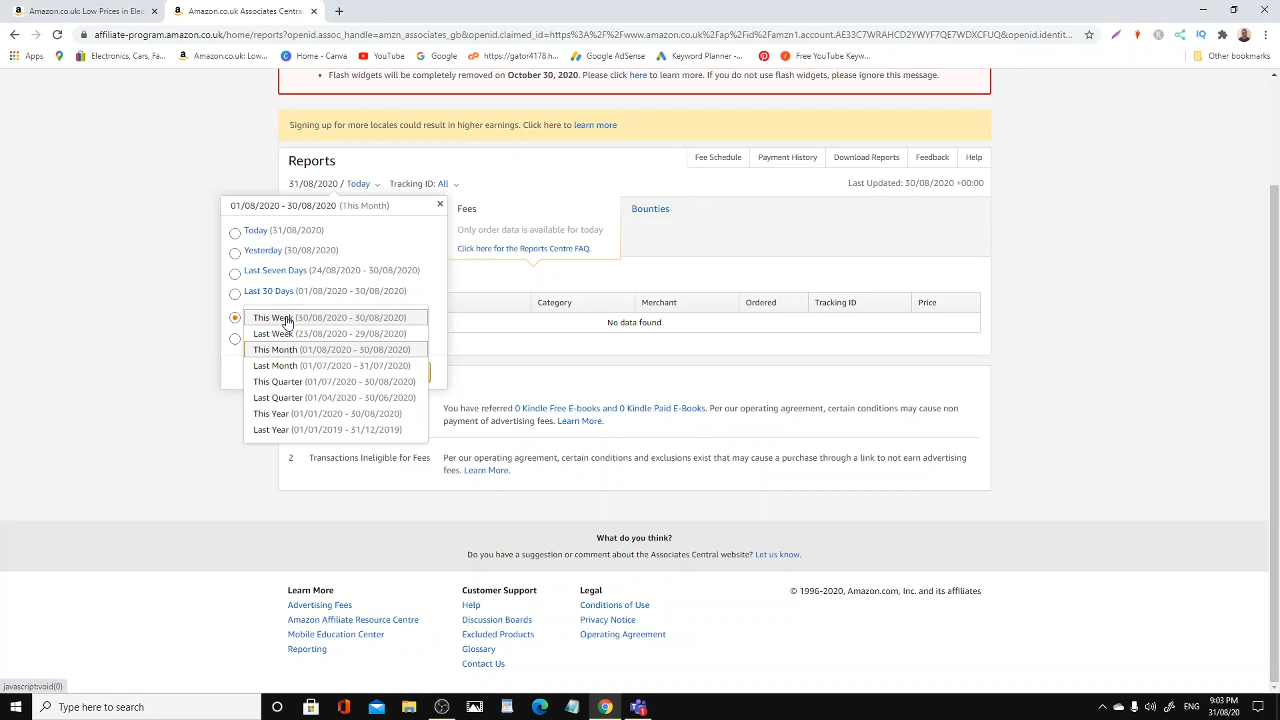 Amazon.co.uk Low Prices in Elec
Amazon.co.uk Associates Central
affiliate-program.amazon.co.uk/home/reports?openid.assoc_handle=amzn_associates_gb&openid.claimed_id=https%3A%2F%2Fwww.amazon.co.uk%2Fap%2Fid%2Famzn1.account.AE33C7WRAHCD2YWYF7QE7WDXCFUQ&openid.identit...
Apps
Electronics, Cars, Fa...
Amazon.co.uk: Low...
Home - Canva
YouTube
Google
https://gator4178.h...
Google AdSense
Keyword Planner -...
Free YouTube Keyw...
Other bookmarks
• Flash widgets will be completely removed on October 30, 2020. Please click here to learn more. If you do not use flash widgets, please ignore this message.
Signing up for more locales could result in higher earnings. Click here to learn more
Reports
Fee Schedule
Payment History
Download Reports
Feedback
Help
31/08/2020 / Today
Tracking ID: All
Last Updated: 30/08/2020 +00:00
01/08/2020 - 30/08/2020 (This Month)
×
Today (31/08/2020)
Yesterday (30/08/2020)
Last Seven Days (24/08/2020 - 30/08/2020)
Last 30 Days (01/08/2020 - 30/08/2020)
This Week (30/08/2020 - 30/08/2020)
Last Week (23/08/2020 - 29/08/2020)
This Month (01/08/2020 - 30/08/2020)
Last Month (01/07/2020 - 31/07/2020)
This Quarter (01/07/2020 - 30/08/2020)
Last Quarter (01/04/2020 - 30/06/2020)
This Year (01/01/2020 - 30/08/2020)
Last Year (01/01/2019 - 31/12/2019)
Fees
Only order data is available for today
Click here for the Reports Centre FAQ.
Bounties
Category
Merchant
Ordered
Tracking ID
Price
No data found
You have referred 0 Kindle Free E-books and 0 Kindle Paid E-Books. Per our operating agreement, certain conditions may cause non
payment of advertising fees. Learn More.
2 Transactions Ineligible for Fees
Per our operating agreement, certain conditions and exclusions exist that may cause a purchase through a link to not earn advertising
fees. Learn More.
What do you think?
Do you have a suggestion or comment about the Associates Central website? Let us know.
Learn More
Advertising Fees
Amazon Affiliate Resource Centre
Mobile Education Center
Reporting
Customer Support
Help
Discussion Boards
Excluded Products
Glossary
Contact Us
Legal
Conditions of Use
Privacy Notice
Operating Agreement
© 1996-2020, Amazon.com, Inc. and its affiliates
javascript:void(0)
Type here to search
ENG
9:03 PM
31/08/20